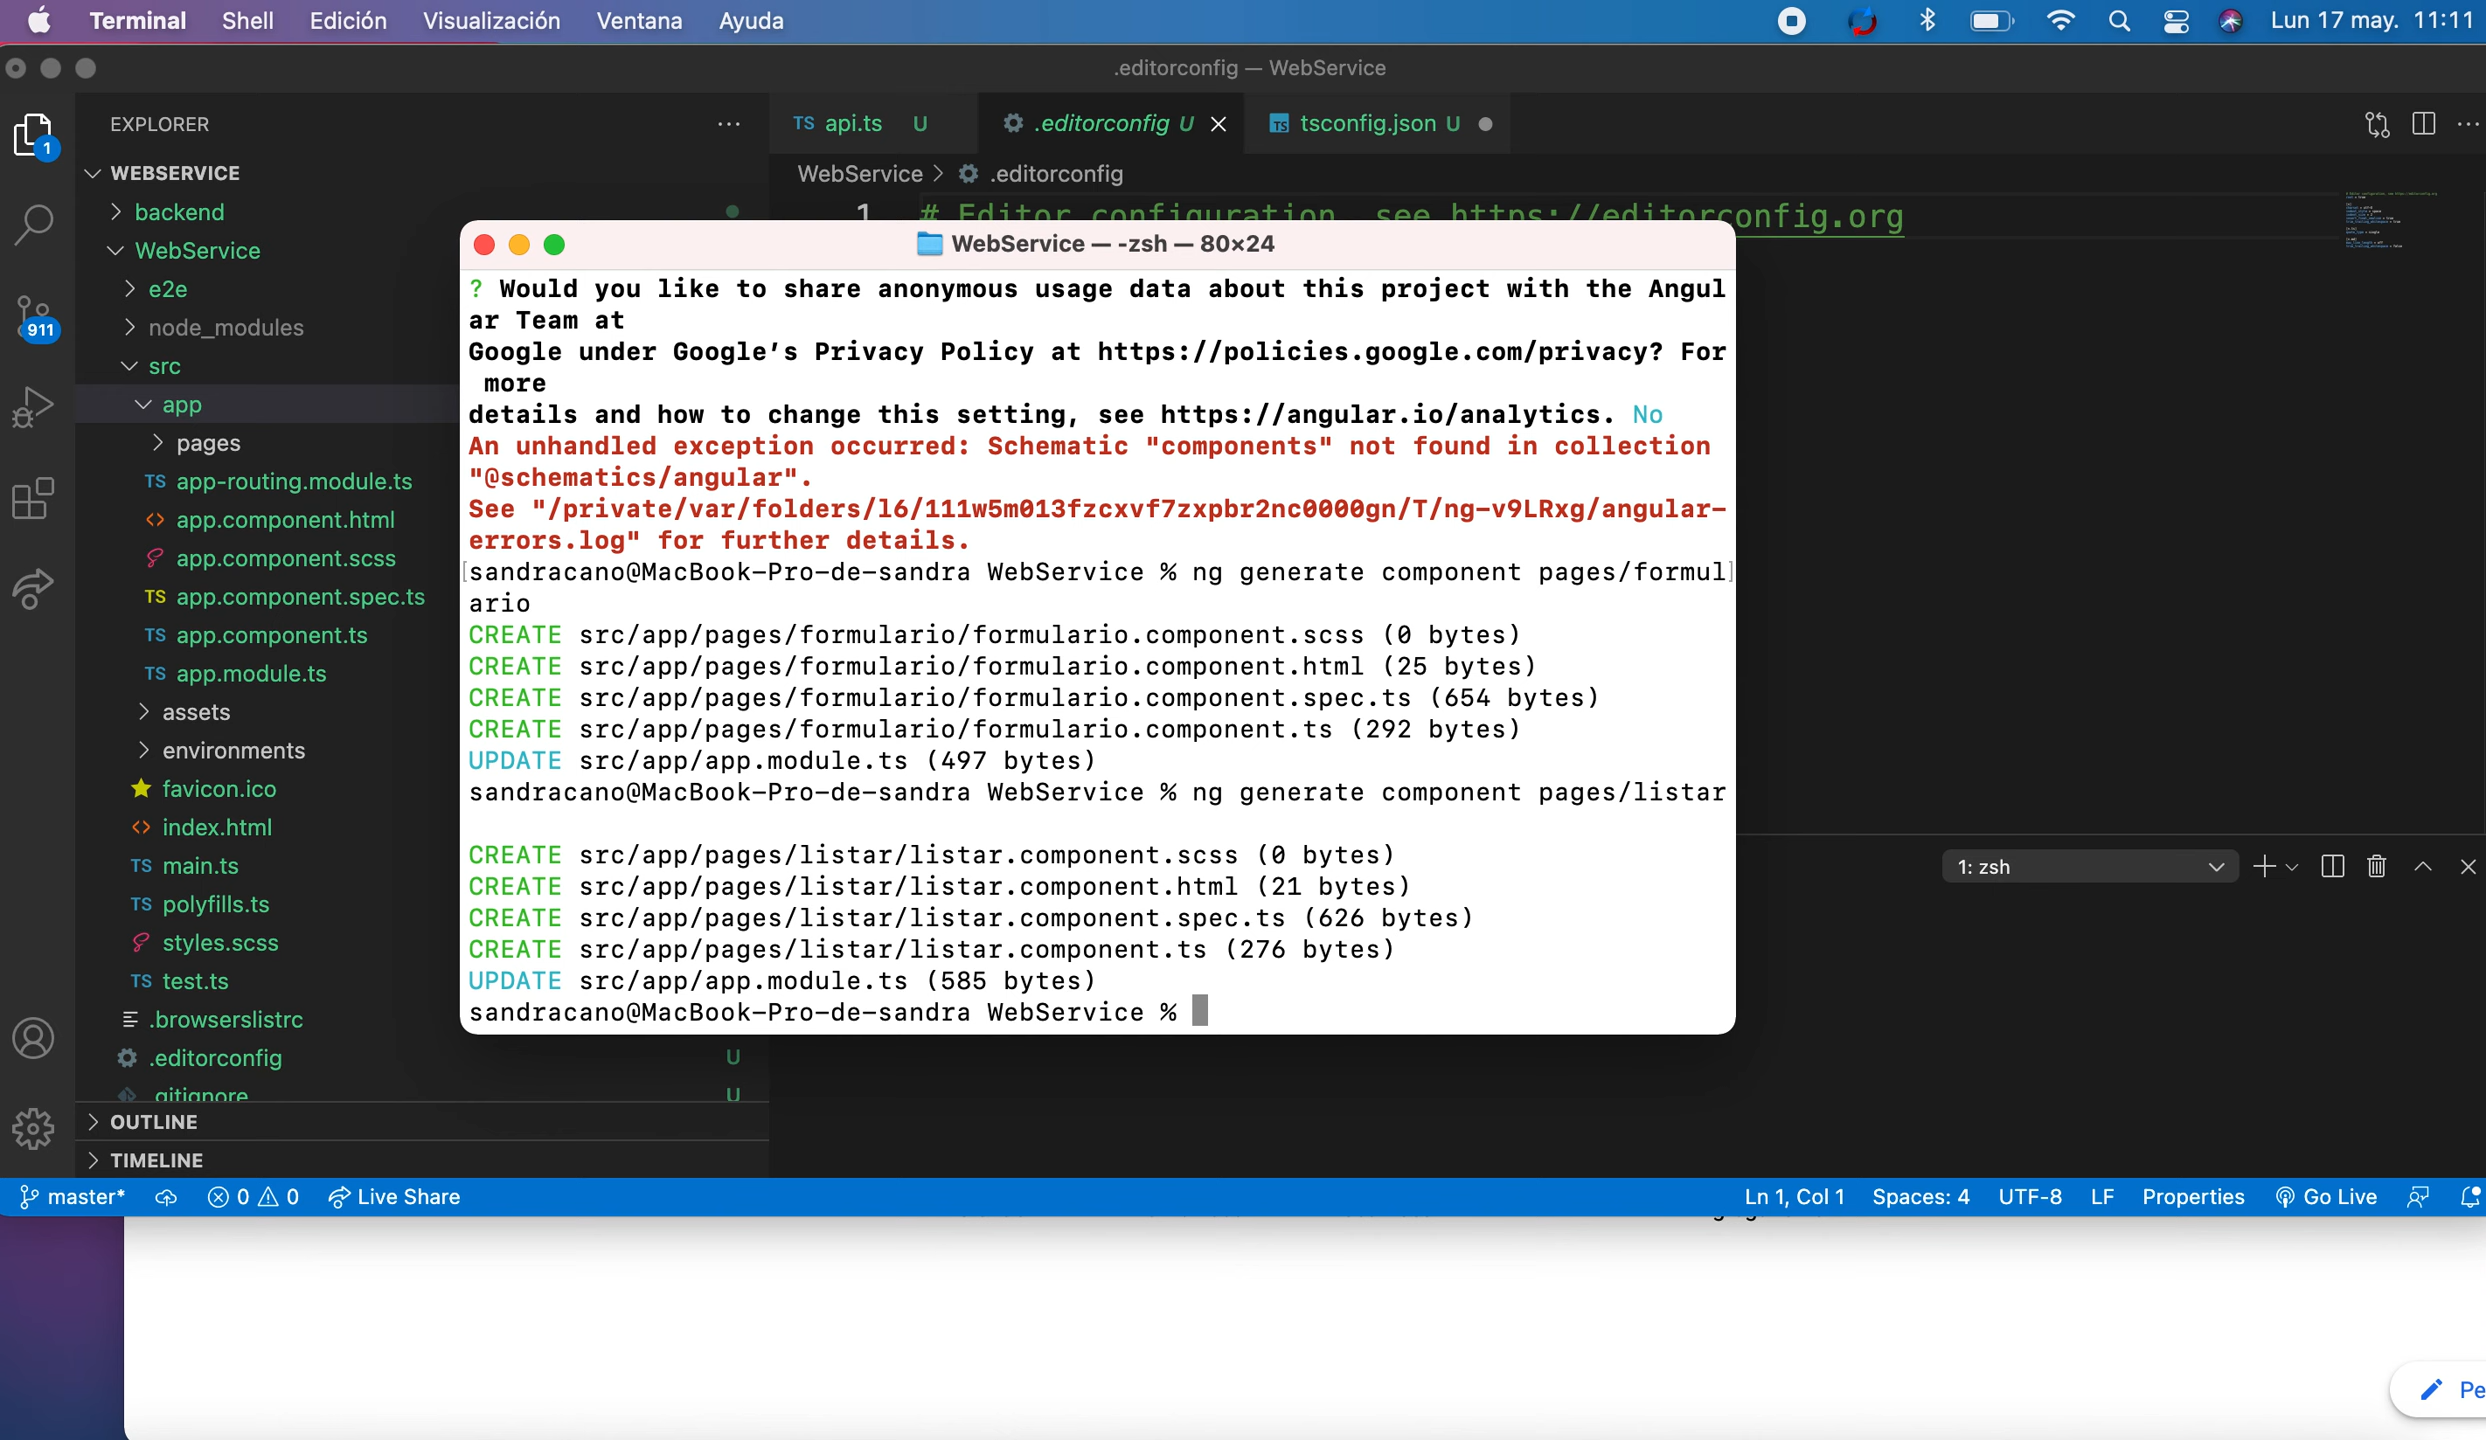 Terminal Shell Edición Visualización Ventana Ayuda Lun 17 may. 11:11
.editorconfig — WebService
EXPLORER
TS api.ts U
.editorconfig U
TS tsconfig.json U
WebService > .editorconfig
1 # Editor configuration, see https://editorconfig.org
1
911
WEBSERVICE
backend
WebService
e2e
node_modules
src
app
pages
TS app-routing.module.ts
<> app.component.html
app.component.scss
TS app.component.spec.ts
TS app.component.ts
TS app.module.ts
assets
environments
favicon.ico
<> index.html
TS main.ts
TS polyfills.ts
styles.scss
TS test.ts
.browserslistrc
.editorconfig U
.gitignore U
OUTLINE
TIMELINE
WebService — -zsh — 80×24
? Would you like to share anonymous usage data about this project with the Angul
ar Team at
Google under Google’s Privacy Policy at https://policies.google.com/privacy? For
more
details and how to change this setting, see https://angular.io/analytics. No
An unhandled exception occurred: Schematic "components" not found in collection
"@schematics/angular".
See "/private/var/folders/l6/111w5m013fzcxvf7zxpbr2nc0000gn/T/ng-v9LRxg/angular-
errors.log" for further details.
[sandracano@MacBook-Pro-de-sandra WebService % ng generate component pages/formul]
ario
CREATE src/app/pages/formulario/formulario.component.scss (0 bytes)
CREATE src/app/pages/formulario/formulario.component.html (25 bytes)
CREATE src/app/pages/formulario/formulario.component.spec.ts (654 bytes)
CREATE src/app/pages/formulario/formulario.component.ts (292 bytes)
UPDATE src/app/app.module.ts (497 bytes)
sandracano@MacBook-Pro-de-sandra WebService % ng generate component pages/listar
CREATE src/app/pages/listar/listar.component.scss (0 bytes)
CREATE src/app/pages/listar/listar.component.html (21 bytes)
CREATE src/app/pages/listar/listar.component.spec.ts (626 bytes)
CREATE src/app/pages/listar/listar.component.ts (276 bytes)
UPDATE src/app/app.module.ts (585 bytes)
sandracano@MacBook-Pro-de-sandra WebService %
1: zsh
master* 0 0 Live Share Ln 1, Col 1 Spaces: 4 UTF-8 LF Properties Go Live
Pe